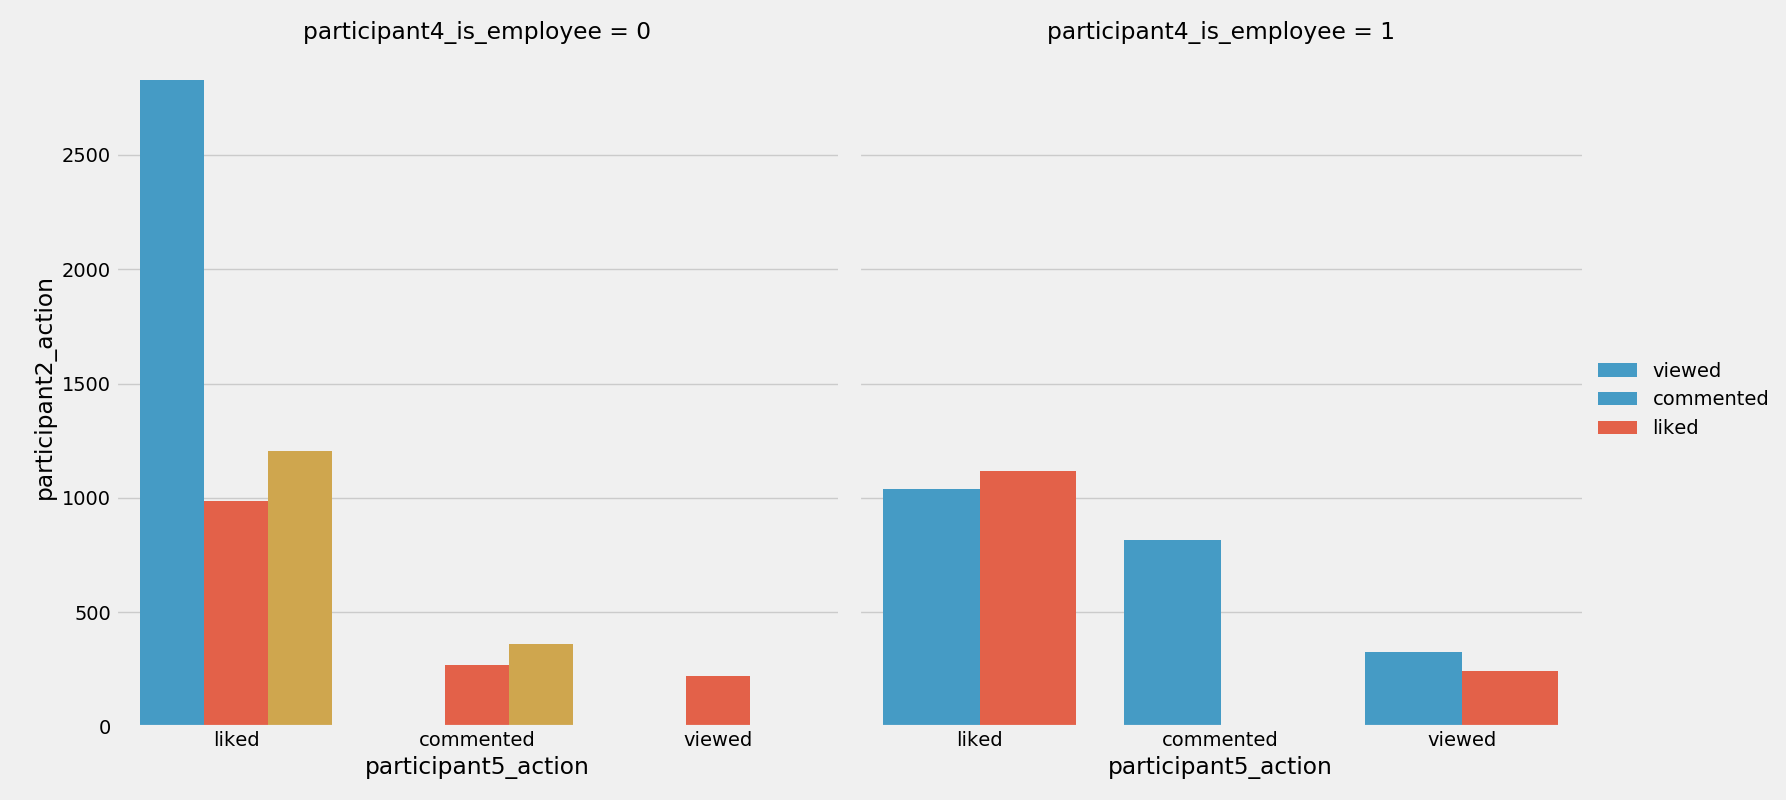 participant4_is_employee = 0
participant4_is_employee = 1
participant2_action
2500
2000
1500
1000
500
0
liked
commented
viewed
liked
commented
viewed
participant5_action
participant5_action
viewed
commented
liked